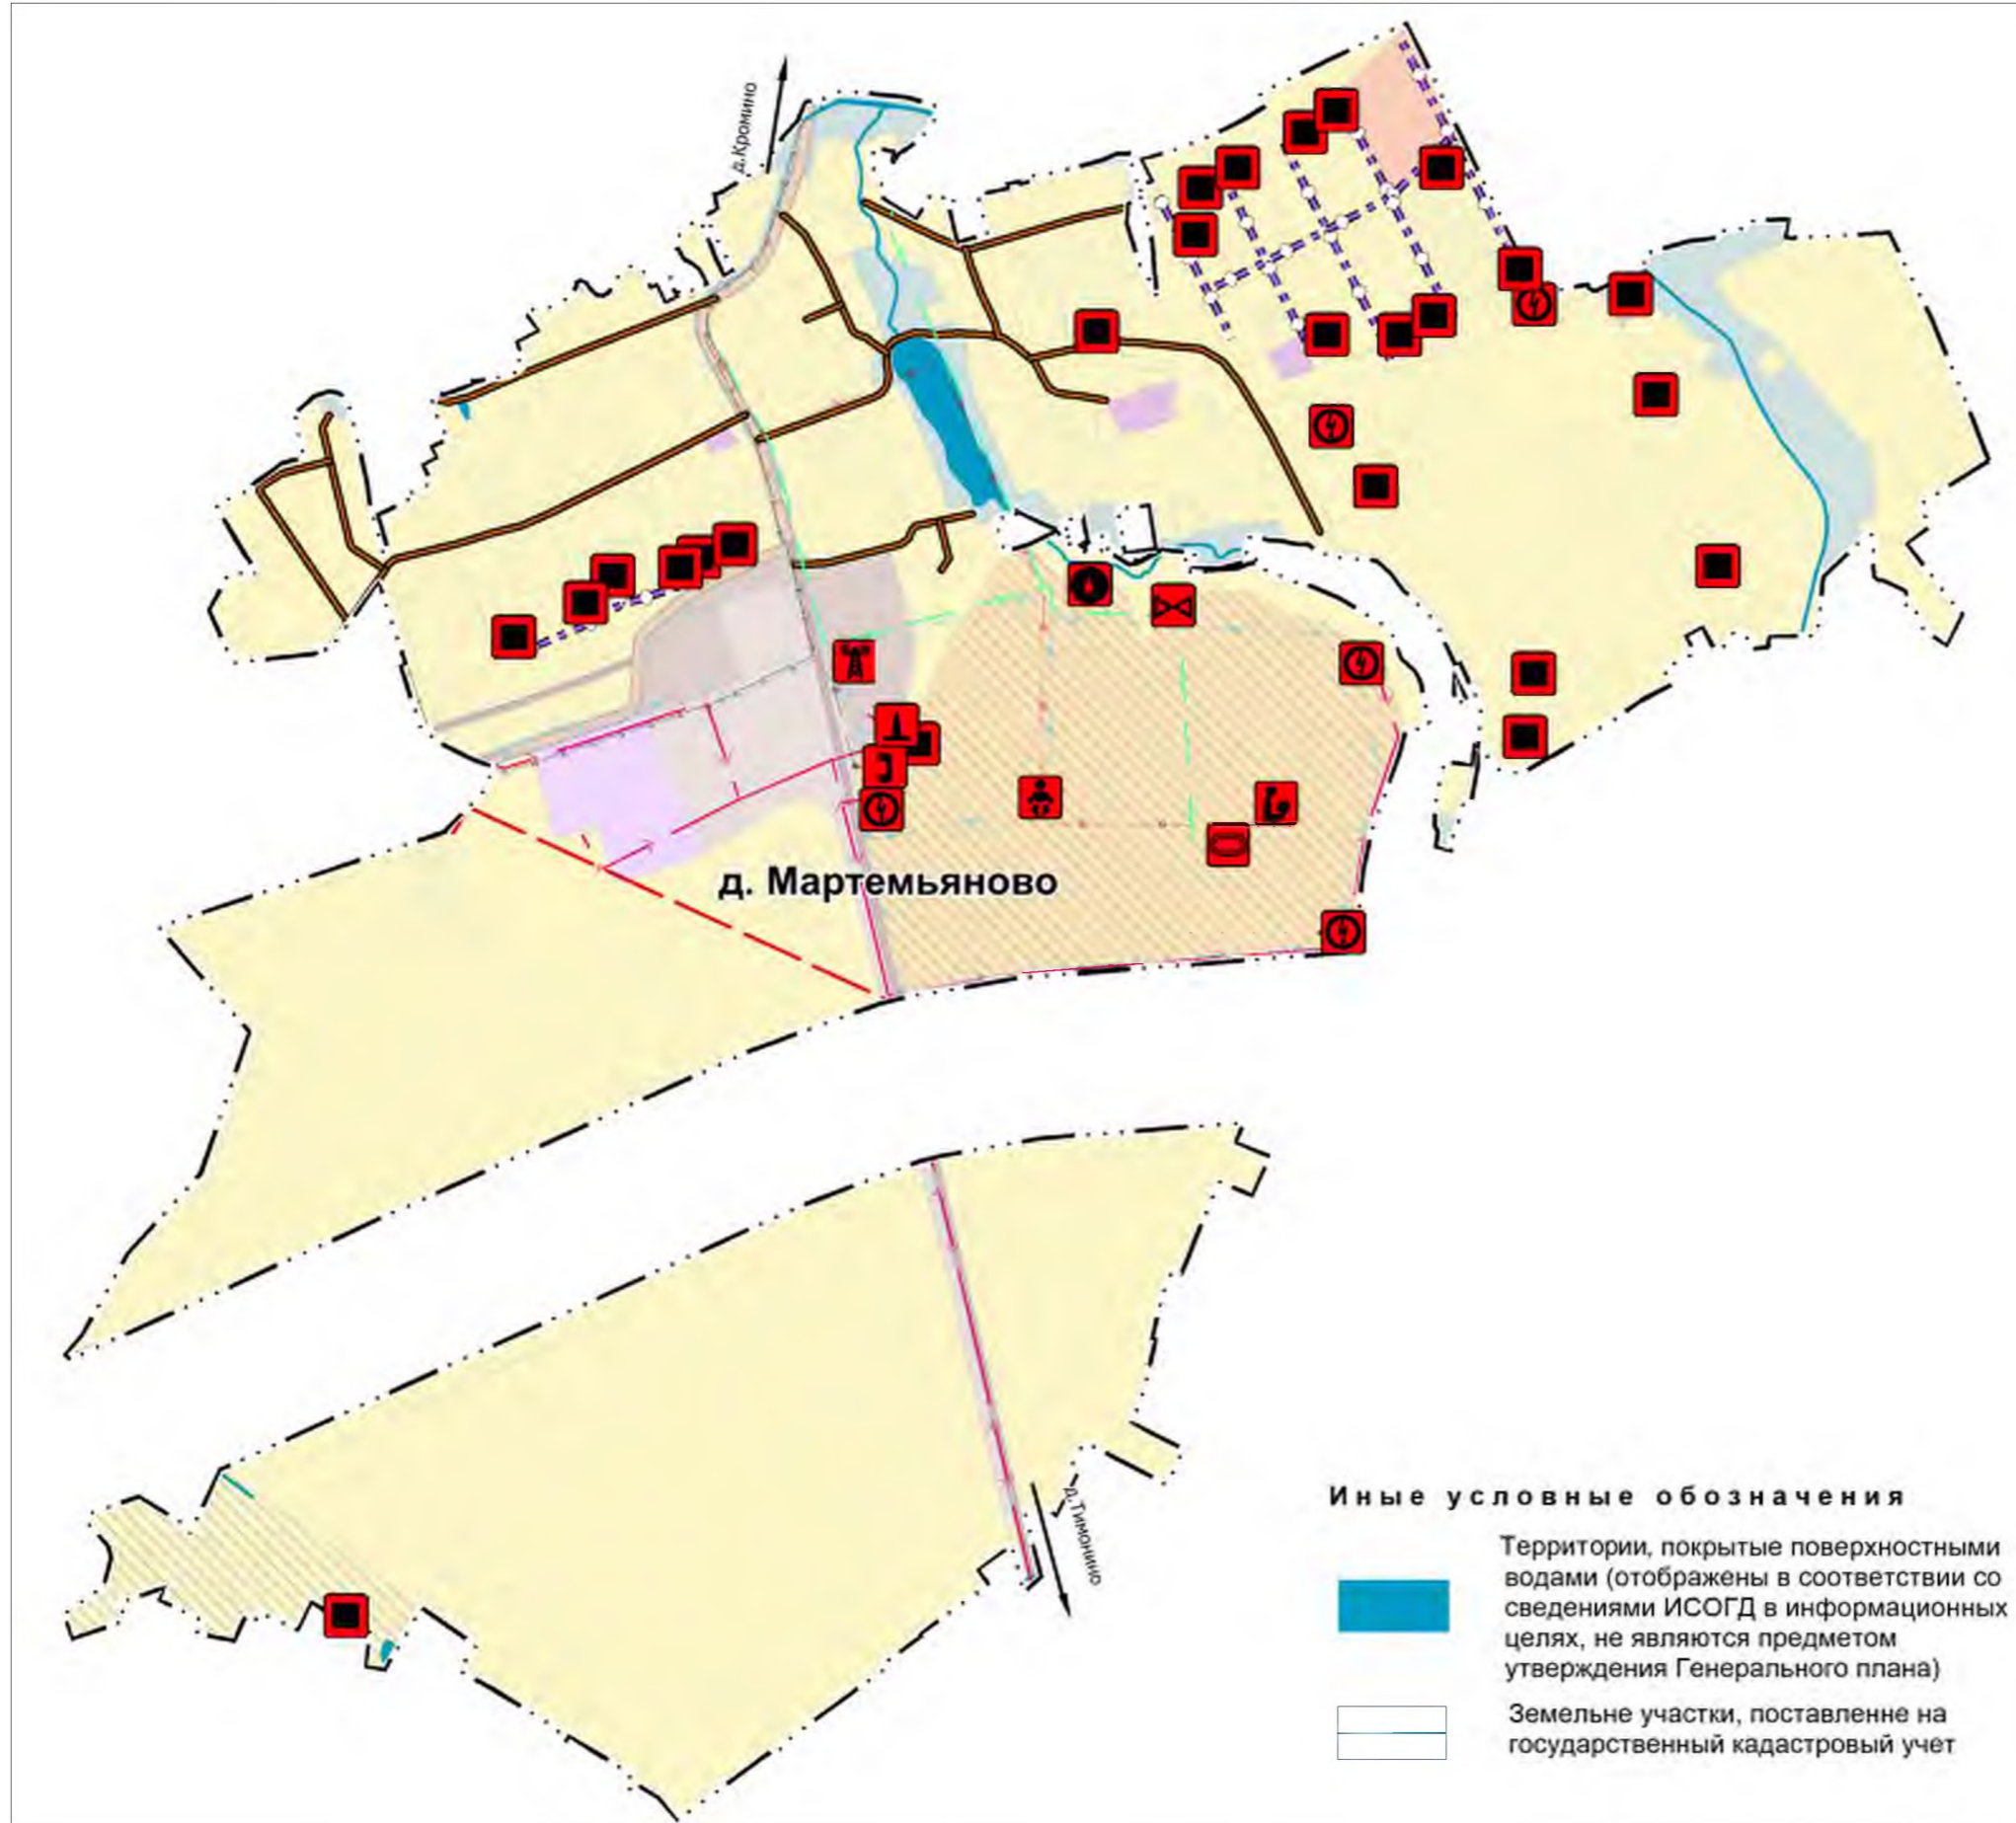 д.Кромино
д. Мартемьяново
д.Тимонино
Иные условные обозначения
Территории, покрытые поверхностными
водами (отображены в соответствии со
сведениями ИСОГД в информационных
целях, не являются предметом
утверждения Генерального плана)
Земельне участки, поставленне на
государственный кадастровый учет